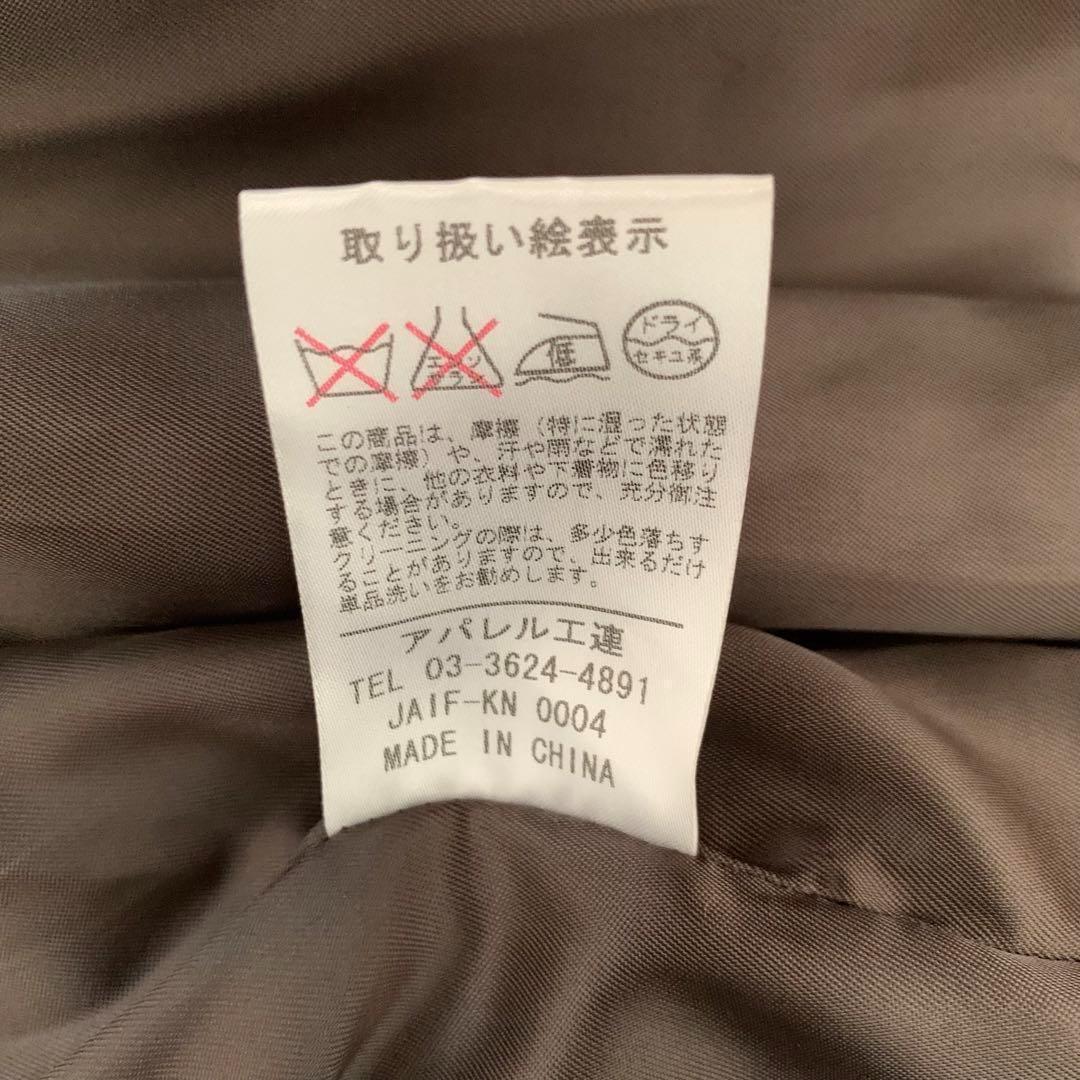 取り扱い絵表示
エンソ
サラシ
低
ドライ
セキユ系
この商品は、摩擦（特に湿った状態
での摩擦）や、汗や雨などで濡れた
ときに、他の衣料や下着物に色移り
する場合がありますので、充分御注
意ください。
クリーニングの際は、多少色落ちす
ることがありますので、出来るだけ
単品洗いをお勧めします。
アパレル工連
TEL 03-3624-4891
JAIF-KN 0004
MADE IN CHINA